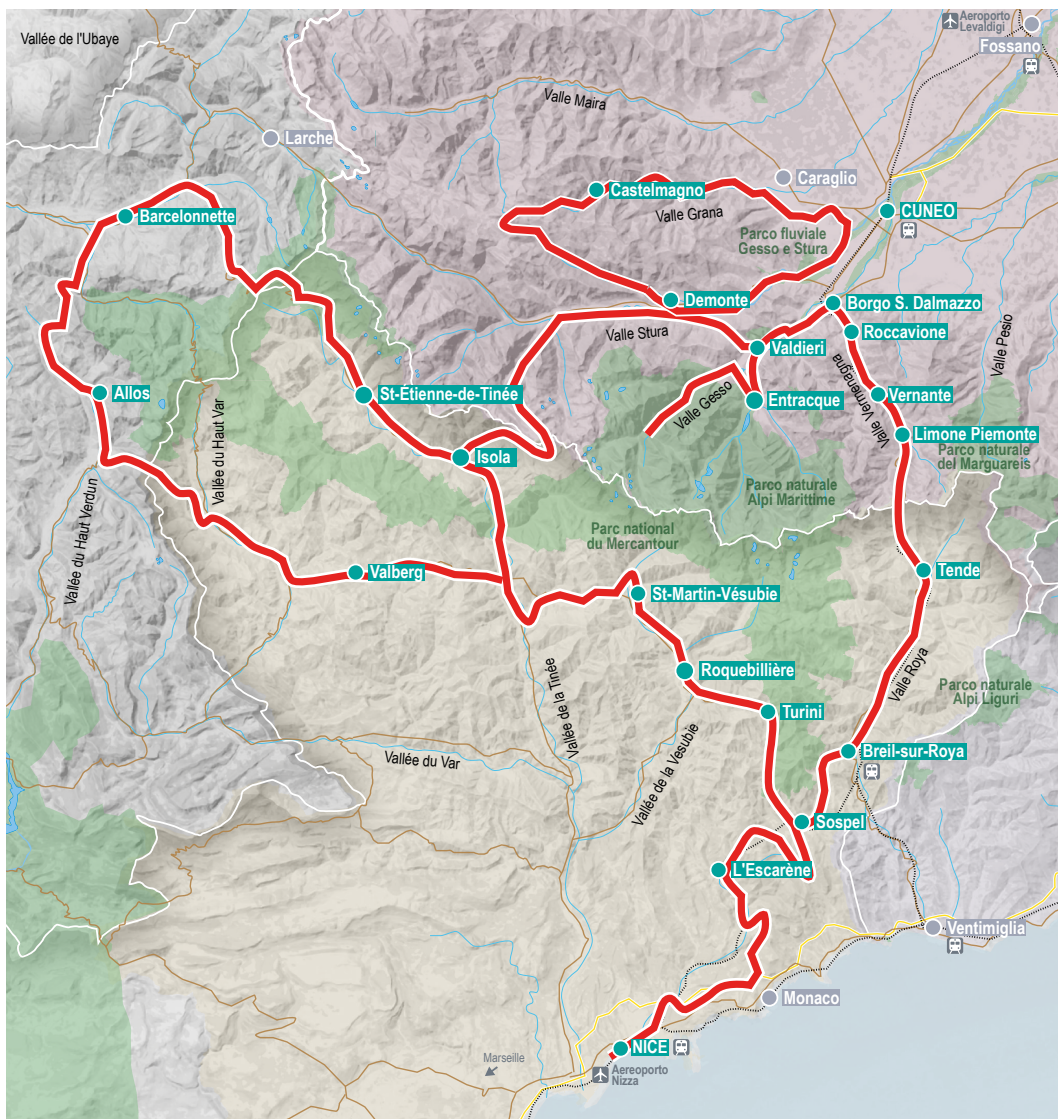 Vallée de l'Ubaye
Aeroporto
Levaldigi
Fossano
Valle Maira
Larche
Caraglio
Castelmagno
Valle Grana
CUNEO
Barcelonnette
Parco fluviale
Gesso e Stura
Demonte
Borgo S. Dalmazzo
Valle Stura
Roccavione
Valle Pesio
Valdieri
Valle Vermenagna
Allos
St-Étienne-de-Tinée
Valle Gesso
Entracque
Vernante
Vallée du Haut Var
Limone Piemonte
Parco naturale
del Marguareis
Isola
Parco naturale
Alpi Marittime
Vallée du Haut Verdun
Parc national
du Mercantour
Valberg
Tende
St-Martin-Vésubie
Roquebillière
Valle Roya
Parco naturale
Alpi Liguri
Turini
Vallée de la Tinée
Vallée du Var
Vallée de la Vesubie
Breil-sur-Roya
Sospel
L'Escarène
Ventimiglia
Monaco
NICE
Marseille
Aereoporto
Nizza